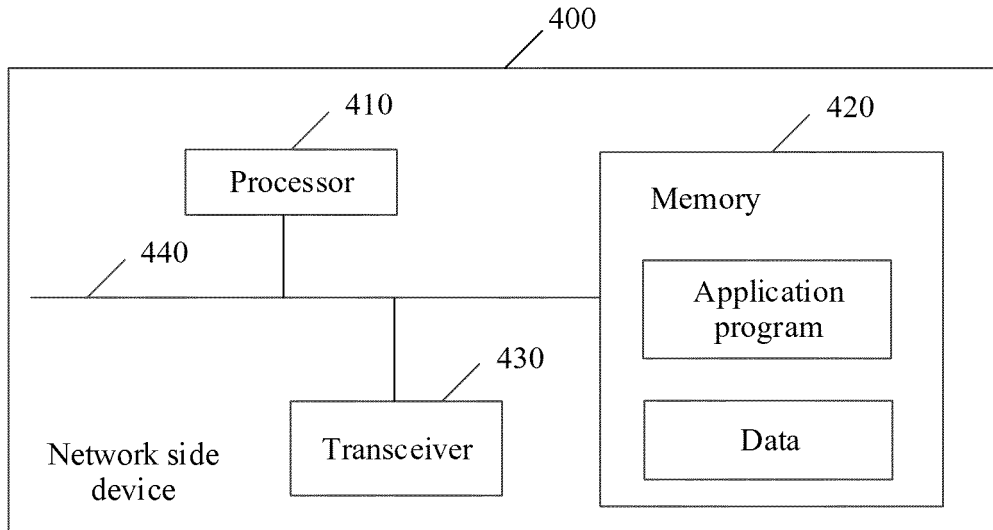 400
410
420
Processor
Memory
440
Application
program
430
Transceiver
Data
Network side
device